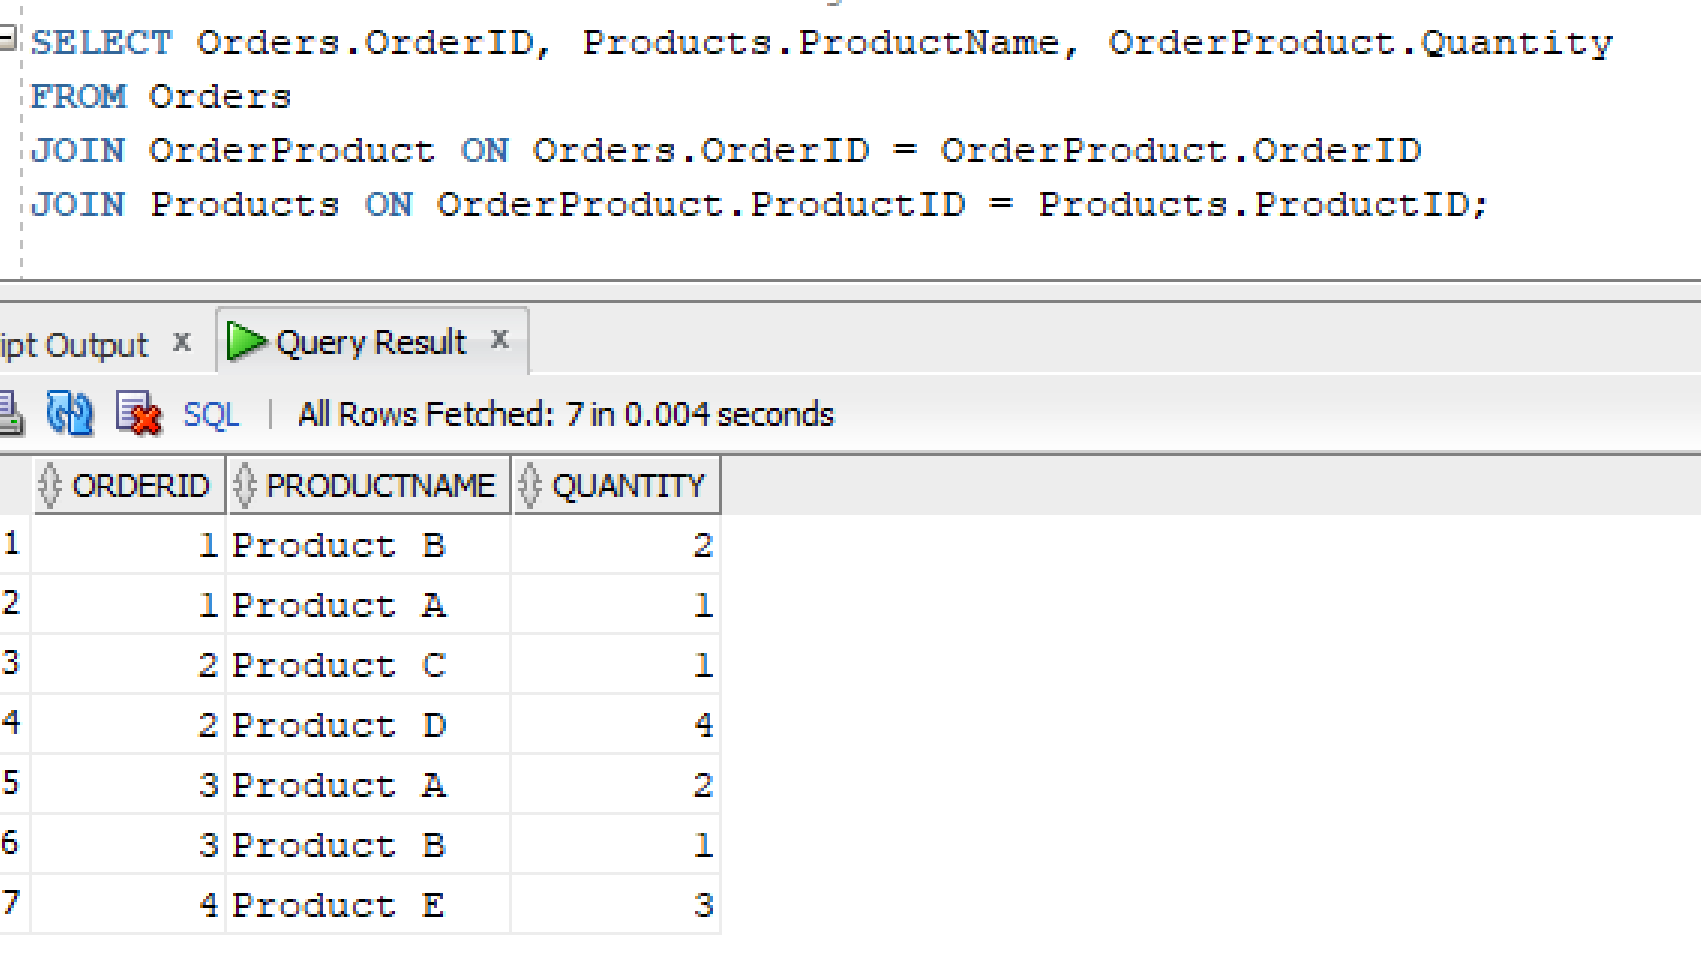 SELECT Orders.OrderID, Products.ProductName, OrderProduct.Quantity
FROM Orders
JOIN OrderProduct ON Orders.OrderID = OrderProduct.OrderID
JOIN Products ON OrderProduct.ProductID = Products.ProductID;
ipt Output x Query Result x
SQL | All Rows Fetched: 7 in 0.004 seconds
ORDERID PRODUCTNAME QUANTITY
1 1 Product B 2
2 1 Product A 1
3 2 Product C 1
4 2 Product D 4
5 3 Product A 2
6 3 Product B 1
7 4 Product E 3